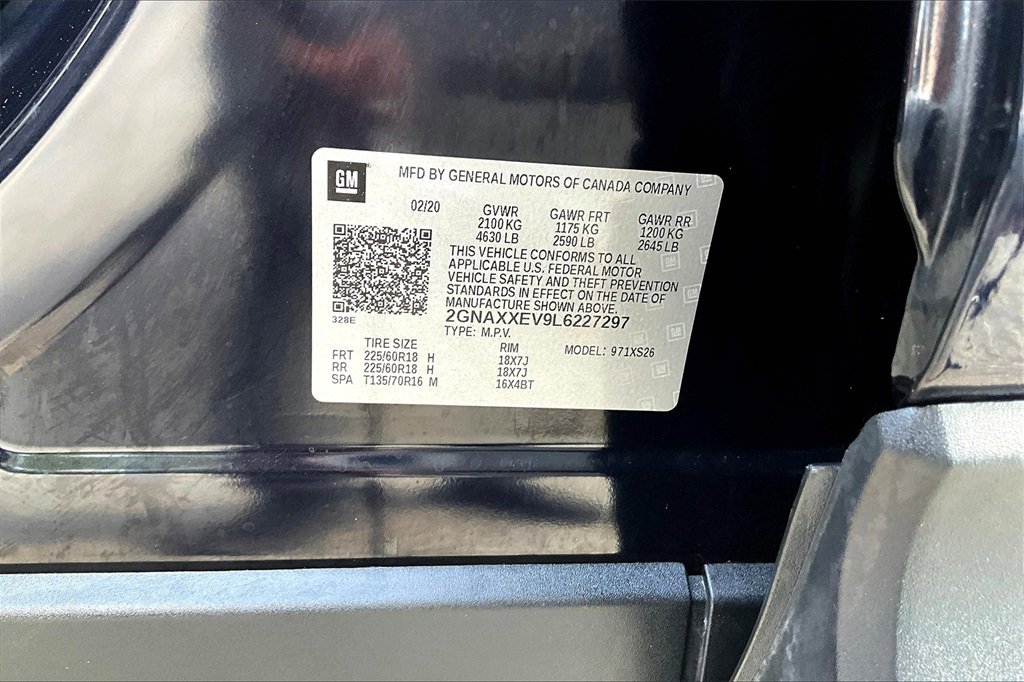 GM
MFD BY GENERAL MOTORS OF CANADA COMPANY
02/20 GVWR GAWR FRT GAWR RR
2100 KG 1175 KG 1200 KG
4630 LB 2590 LB 2645 LB
THIS VEHICLE CONFORMS TO ALL
APPLICABLE U.S. FEDERAL MOTOR
VEHICLE SAFETY AND THEFT PREVENTION
STANDARDS IN EFFECT ON THE DATE OF
MANUFACTURE SHOWN ABOVE.
328E 2GNAXXEV9L6227297
TYPE: M.P.V.
TIRE SIZE RIM MODEL: 971XS26
FRT 225/60R18 H 18X7J
RR 225/60R18 H 18X7J
SPA T135/70R16 M 16X4BT